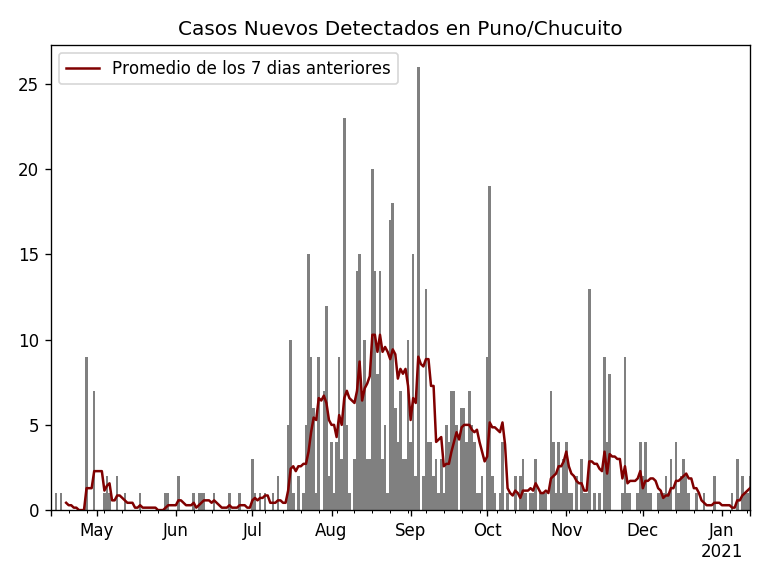 Casos Nuevos Detectados en Puno/Chucuito
Promedio de los 7 dias anteriores
25
20
15
10
5
0
May Jun Jul Aug Sep Oct Nov Dec Jan
2021